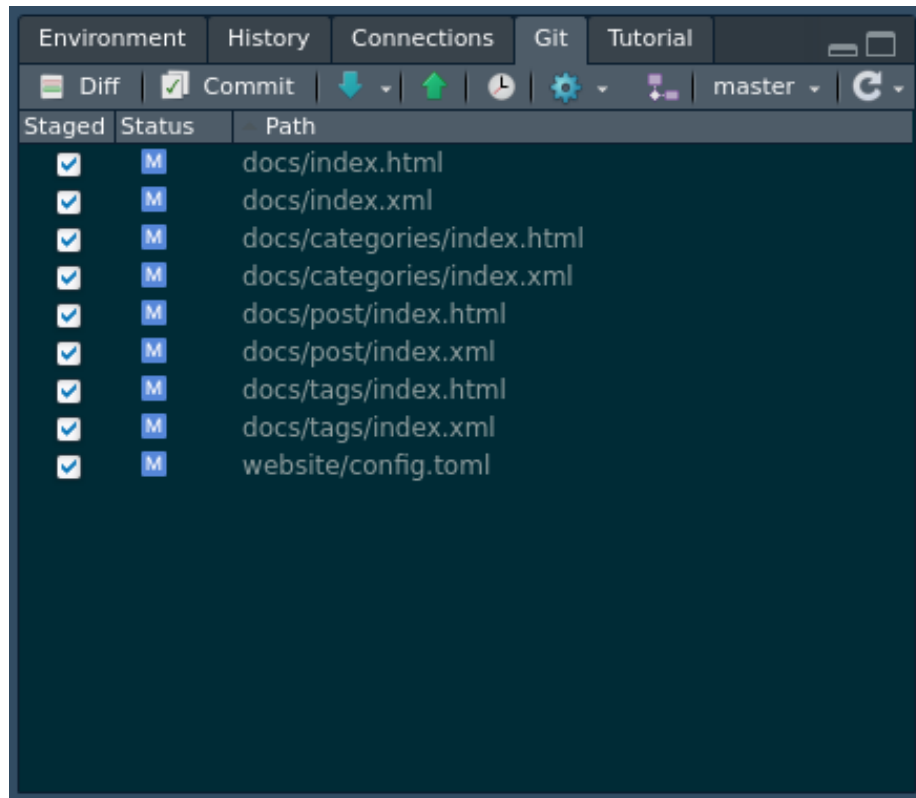 Environment History Connections Git Tutorial
Diff Commit master
Staged Status Path
M docs/index.html
M docs/index.xml
M docs/categories/index.html
M docs/categories/index.xml
M docs/post/index.html
M docs/post/index.xml
M docs/tags/index.html
M docs/tags/index.xml
M website/config.toml